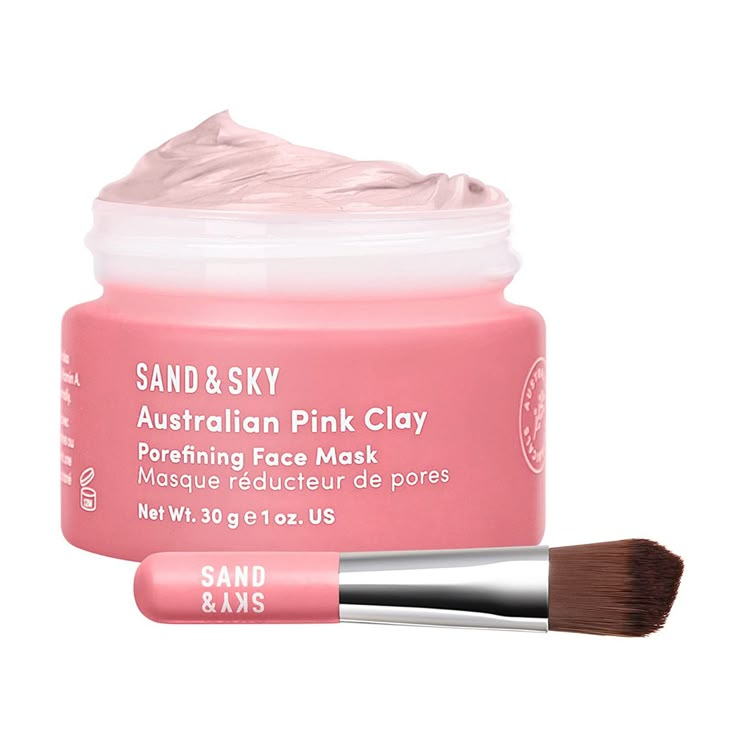 SAND & SKY
Australian Pink Clay
Porefining Face Mask
Masque réducteur de pores
Net Wt. 30 g e 1 oz. US
12M
SAND
& SKY